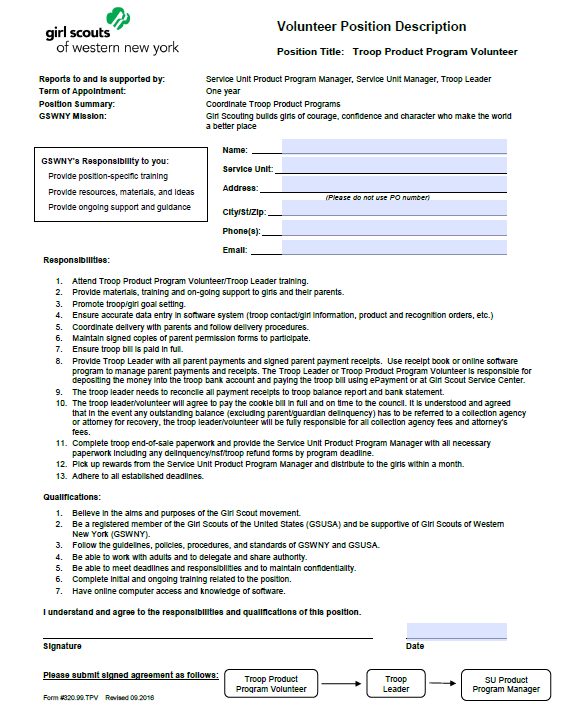 girl scouts
of western new york
Volunteer Position Description
Position Title: Troop Product Program Volunteer
Reports to and is supported by: Service Unit Product Program Manager, Service Unit Manager, Troop Leader
Term of Appointment: One year
Position Summary: Coordinate Troop Product Programs
GSWNY Mission: Girl Scouting builds girls of courage, confidence and character who make the world
a better place
GSWNY's Responsibility to you:
Provide position-specific training
Provide resources, materials, and ideas
Provide ongoing support and guidance
Name:
Service Unit:
Address:
(Please do not use PO number)
City/St/Zip:
Phone(s):
Email:
Responsibilities:
1. Attend Troop Product Program Volunteer/Troop Leader training.
2. Provide materials, training and on-going support to girls and their parents.
3. Promote troop/girl goal setting.
4. Ensure accurate data entry in software system (troop contact/girl information, product and recognition orders, etc.)
5. Coordinate delivery with parents and follow delivery procedures.
6. Maintain signed copies of parent permission forms to participate.
7. Ensure troop bill is paid in full.
8. Provide Troop Leader with all parent payments and signed parent payment receipts. Use receipt book or online software
program to manage parent payments and receipts. The Troop Leader or Troop Product Program Volunteer is responsible for
depositing the money into the troop bank account and paying the troop bill using ePayment or at Girl Scout Service Center.
9. The troop leader needs to reconcile all payment receipts to troop balance report and bank statement.
10. The troop leader/volunteer will agree to pay the cookie bill in full and on time to the council. It is understood and agreed
that in the event any outstanding balance (excluding parent/guardian delinquency) has to be referred to a collection agency
or attorney for recovery, the troop leader/volunteer will be fully responsible for all collection agency fees and attorney's
fees.
11. Complete troop end-of-sale paperwork and provide the Service Unit Product Program Manager with all necessary
paperwork including any delinquency/nsf/troop refund forms by program deadline.
12. Pick up rewards from the Service Unit Product Program Manager and distribute to the girls within a month.
13. Adhere to all established deadlines.
Qualifications:
1. Believe in the aims and purposes of the Girl Scout movement.
2. Be a registered member of the Girl Scouts of the United States (GSUSA) and be supportive of Girl Scouts of Western
New York (GSWNY).
3. Follow the guidelines, policies, procedures, and standards of GSWNY and GSUSA.
4. Be able to work with adults and to delegate and share authority.
5. Be able to meet deadlines and responsibilities and to maintain confidentiality.
6. Complete initial and ongoing training related to the position.
7. Have online computer access and knowledge of software.
I understand and agree to the responsibilities and qualifications of this position.
Signature Date
Please submit signed agreement as follows:
Troop Product
Program Volunteer
Troop
Leader
SU Product
Program Manager
Form #320.99.TPV Revised 09.2016